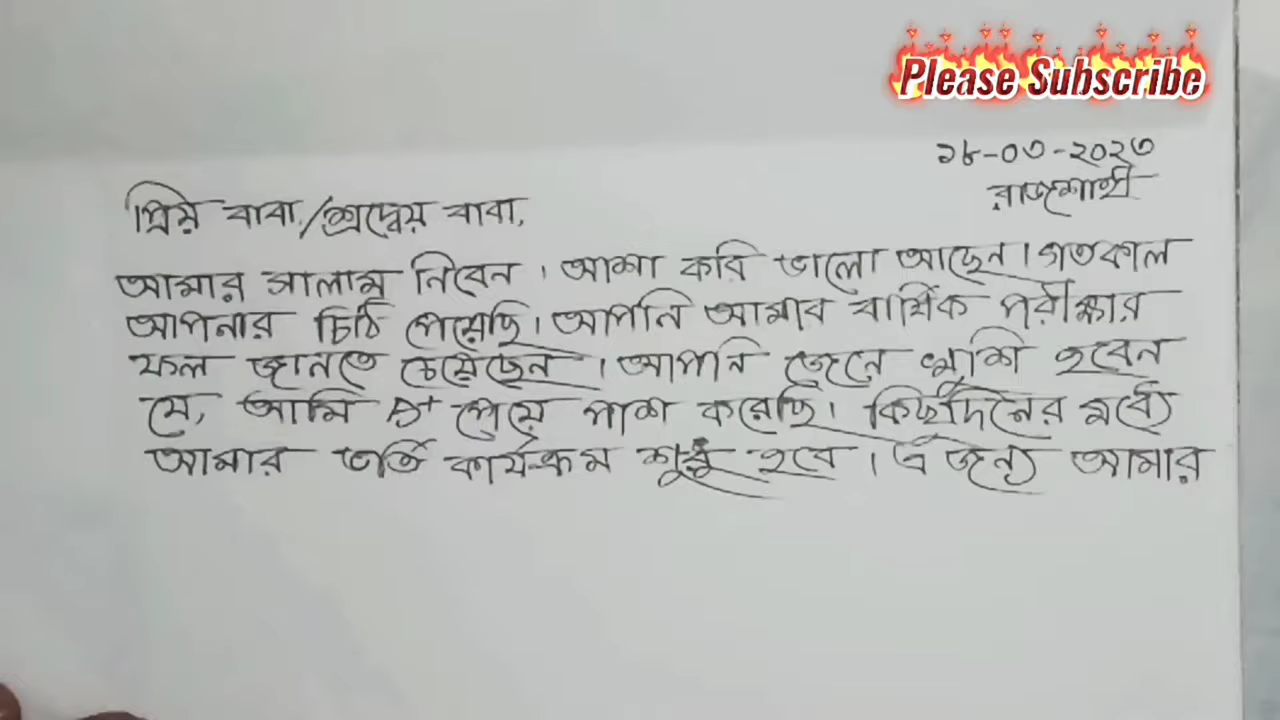 Please Subscribe
১৮-০৩-২০২৩
রাজশাহী
প্রিয় বাবা,/শ্রদ্বেয় বাবা,
আমার সালাম নিবেন। আশা করি ভালো আছেন। গতকাল
আপনার চিঠি পেয়েছি। আপনি আমার বার্ষিক পরীক্ষার
ফল জানতে চেয়েছেন। আপনি জেনে খুশি হবেন
যে, আমি A+ পেয়ে পাশ করেছি। কিছুদিনের মধ্যে
আমার ভর্তি কার্যক্রম শুরু হবে। এ জন্য আমার